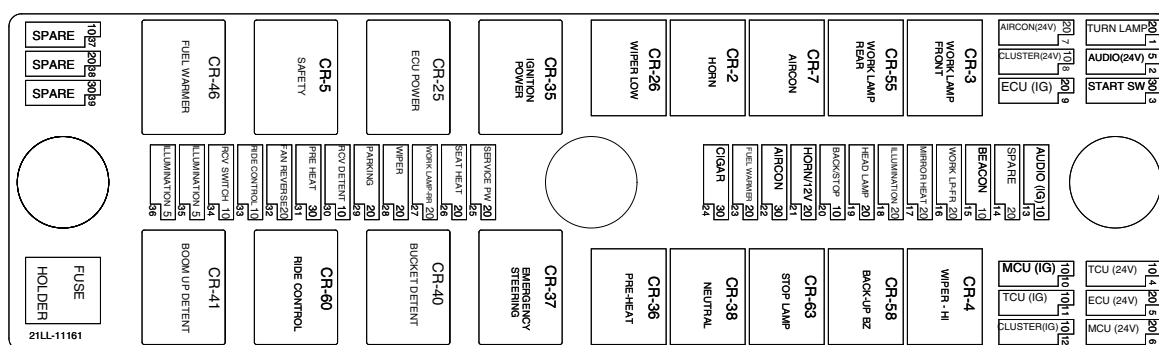 SPARE 10 37
SPARE 20 38
SPARE 30 39
CR-46
FUEL WARMER
CR-5
SAFETY
CR-25
ECU POWER
CR-35
IGNITION
POWER
CR-26
WIPER LOW
CR-2
HORN
CR-7
AIRCON
CR-55
WORK LAMP
REAR
CR-3
WORK LAMP
FRONT
AIRCON(24V) 20 7
CLUSTER(24V) 10 8
ECU (IG) 20 9
TURN LAMP 20 1
AUDIO(24V) 5 2
START SW 30 3
ILLUMINATION 5 36
ILLUMINATION 5 35
RCV SWITCH 10 34
RIDE CONTROL 10 33
FAN REVERSE 20 32
PRE HEAT 30 31
RCV DETENT 10 30
PARKING 20 29
WIPER 20 28
WORK LAMP-RR 20 27
SEAT HEAT 20 26
SERVICE PW 20 25
CIGAR 30 24
FUEL WARMER 20 23
AIRCON 30 22
HORN/12V 20 21
BACK/STOP 10 20
HEAD LAMP 20 19
ILLUMINATION 20 18
MIRROR HEAT 20 17
WORK LP-FR 20 16
BEACON 10 15
SPARE 20 14
AUDIO (IG) 10 13
FUSE
HOLDER
21LL-11161
CR-41
BOOM UP DETENT
CR-60
RIDE CONTROL
CR-40
BUCKET DETENT
CR-37
EMERGENCY
STEERING
CR-36
PRE-HEAT
CR-38
NEUTRAL
CR-63
STOP LAMP
CR-58
BACK-UP BZ
CR-4
WIPER - HI
MCU (IG) 10 10
TCU (IG) 10 11
CLUSTER(IG) 10 12
TCU (24V) 10 4
ECU (24V) 20 5
MCU (24V) 20 6